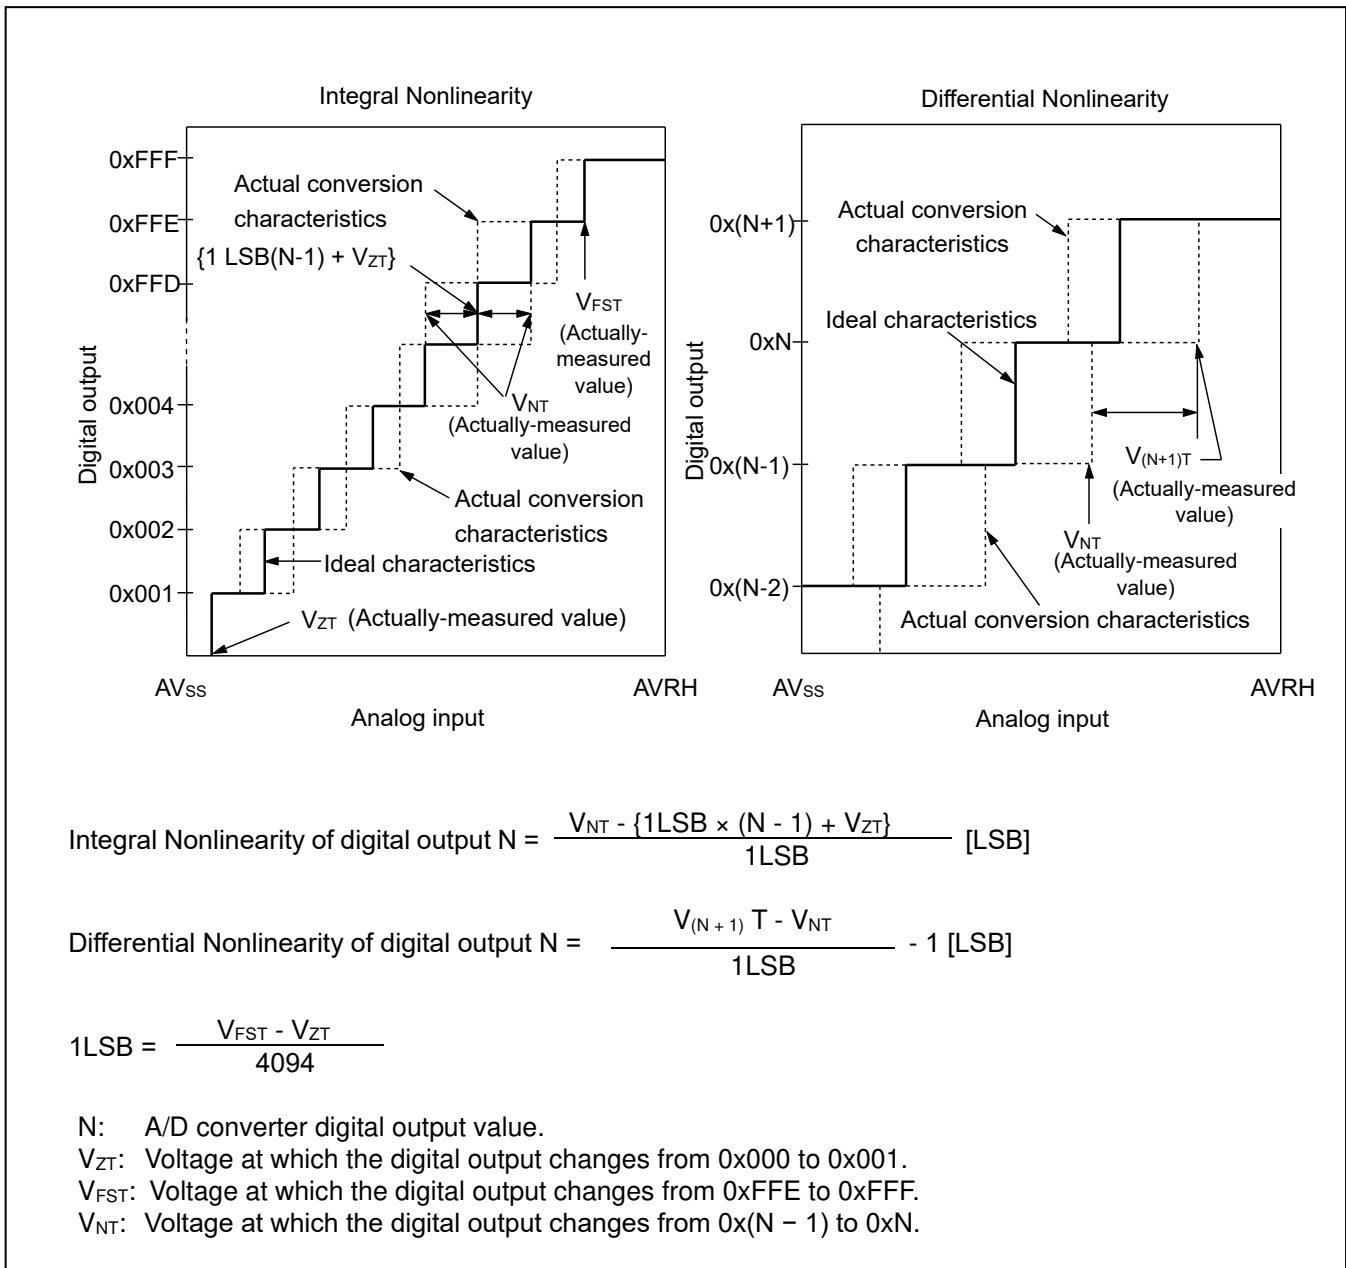 Integral Nonlinearity
0xFFF
0xFFE
0xFFD
0x004
0x003
0x002
0x001
Digital output
Actual conversion
characteristics
{1 LSB(N-1) + VZT}
VFST
(Actually-
measured
value)
VNT
(Actually-measured
value)
Actual conversion
characteristics
Ideal characteristics
VZT (Actually-measured value)
AVSS
AVRH
Analog input
Differential Nonlinearity
0x(N+1)
0xN
0x(N-1)
0x(N-2)
Digital output
Actual conversion
characteristics
Ideal characteristics
V(N+1)T
(Actually-measured
value)
VNT
(Actually-measured
value)
Actual conversion characteristics
AVSS
AVRH
Analog input
Integral Nonlinearity of digital output N =
VNT - {1LSB × (N - 1) + VZT}
1LSB
[LSB]
Differential Nonlinearity of digital output N =
V(N + 1) T - VNT
1LSB
- 1 [LSB]
1LSB =
VFST - VZT
4094
N: A/D converter digital output value.
VZT: Voltage at which the digital output changes from 0x000 to 0x001.
VFST: Voltage at which the digital output changes from 0xFFE to 0xFFF.
VNT: Voltage at which the digital output changes from 0x(N − 1) to 0xN.